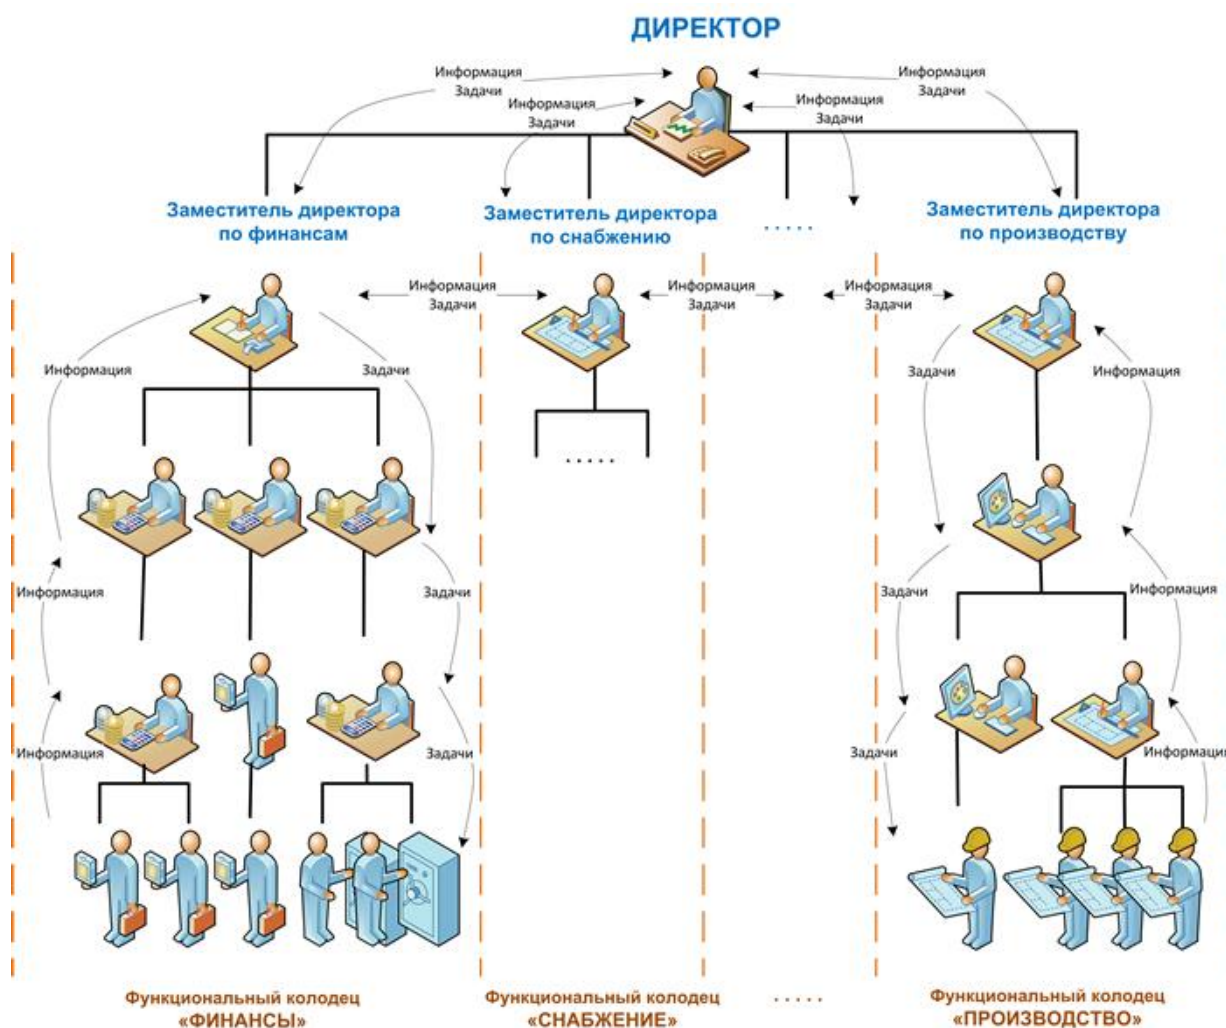 ДИРЕКТОР
Информация
Задачи
Информация
Задачи
Информация
Задачи
Информация
Задачи
Заместитель директора
по финансам
Заместитель директора
по снабжению
. . . . .
Заместитель директора
по производству
Информация
Задачи
Информация
Задачи
Информация
Задачи
Информация
Задачи
Задачи
Информация
. . . . .
Информация
Задачи
Задачи
Информация
Информация
Задачи
Задачи
Информация
Функциональный колодец
«ФИНАНСЫ»
Функциональный колодец
«СНАБЖЕНИЕ»
. . . . .
Функциональный колодец
«ПРОИЗВОДСТВО»